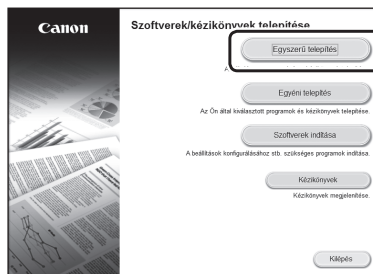 Canon
Szoftverek/kézikönyvek telepítése
Egyszerű telepítés
A
Egyéni telepítés
Az Ön által kiválasztott programok és kézikönyvek telepítése.
Szoftverek indítása
A beállítások konfigurálásához stb. szükséges programok indítása.
Kézikönyvek
Kézikönyvek megjelenítése.
Kilépés